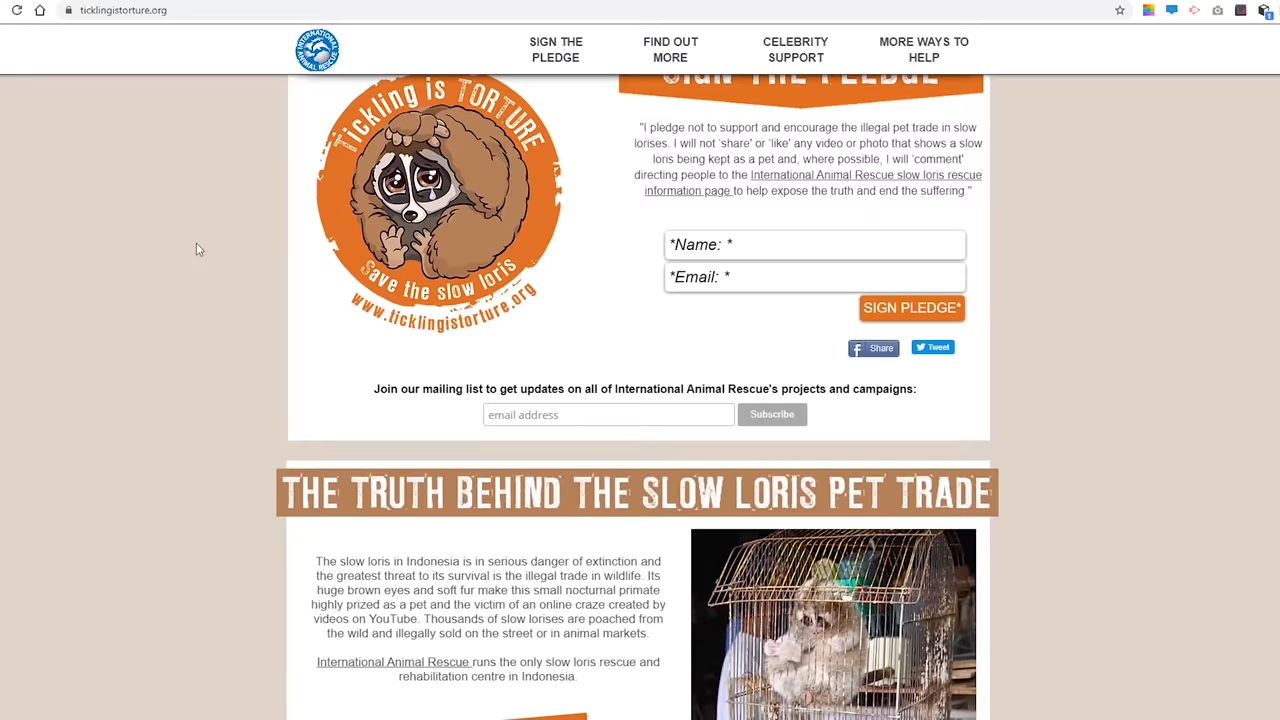 ticklingistorture.org
INTERNATIONAL
ANIMAL RESCUE
SIGN THE
PLEDGE
FIND OUT
MORE
CELEBRITY
SUPPORT
MORE WAYS TO
HELP
Tickling is TORTURE
Save the slow loris
www.ticklingistorture.org
SIGN THE PLEDGE
"I pledge not to support and encourage the illegal pet trade in slow
lorises. I will not 'share' or 'like' any video or photo that shows a slow
loris being kept as a pet and, where possible, I will 'comment'
directing people to the International Animal Rescue slow loris rescue
information page to help expose the truth and end the suffering."
*Name: *
*Email: *
SIGN PLEDGE*
Share
Tweet
Join our mailing list to get updates on all of International Animal Rescue's projects and campaigns:
email address
Subscribe
THE TRUTH BEHIND THE SLOW LORIS PET TRADE
The slow loris in Indonesia is in serious danger of extinction and
the greatest threat to its survival is the illegal trade in wildlife. Its
huge brown eyes and soft fur make this small nocturnal primate
highly prized as a pet and the victim of an online craze created by
videos on YouTube. Thousands of slow lorises are poached from
the wild and illegally sold on the street or in animal markets.
International Animal Rescue runs the only slow loris rescue and
rehabilitation centre in Indonesia.